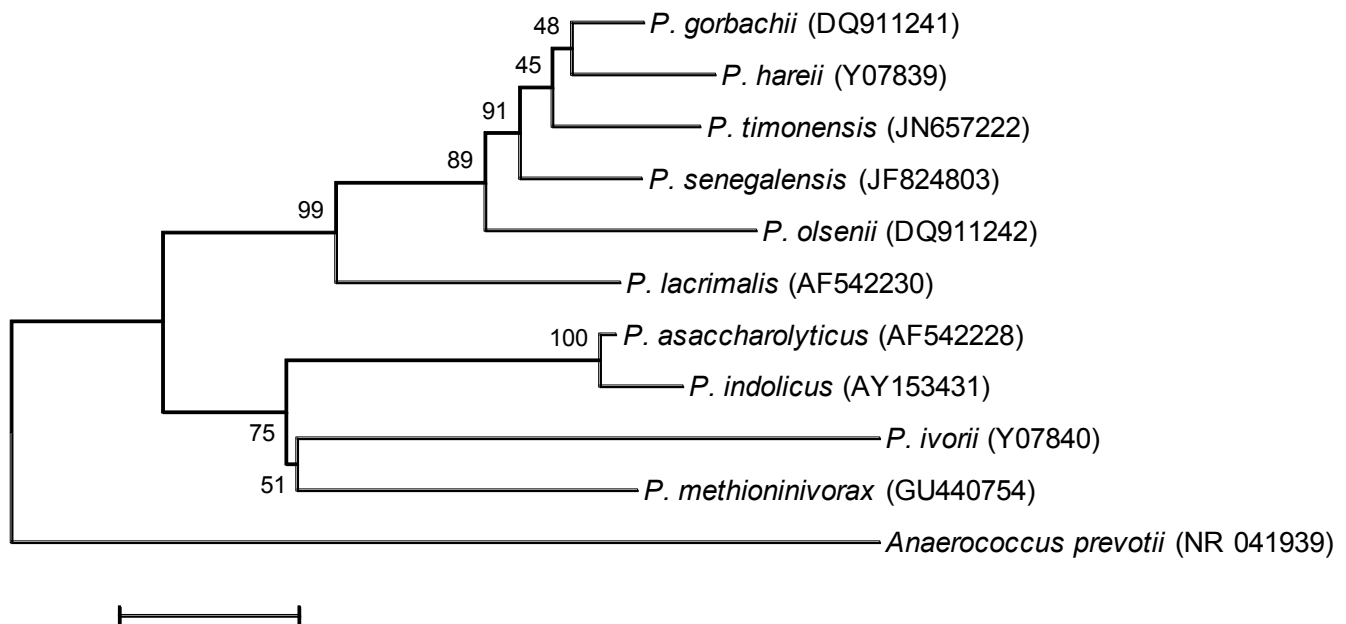 48
P. gorbachii (DQ911241)
45
P. hareii (Y07839)
91
P. timonensis (JN657222)
89
P. senegalensis (JF824803)
99
P. olsenii (DQ911242)
P. lacrimalis (AF542230)
100
P. asaccharolyticus (AF542228)
P. indolicus (AY153431)
75
P. ivorii (Y07840)
51
P. methioninivorax (GU440754)
Anaerococcus prevotii (NR 041939)